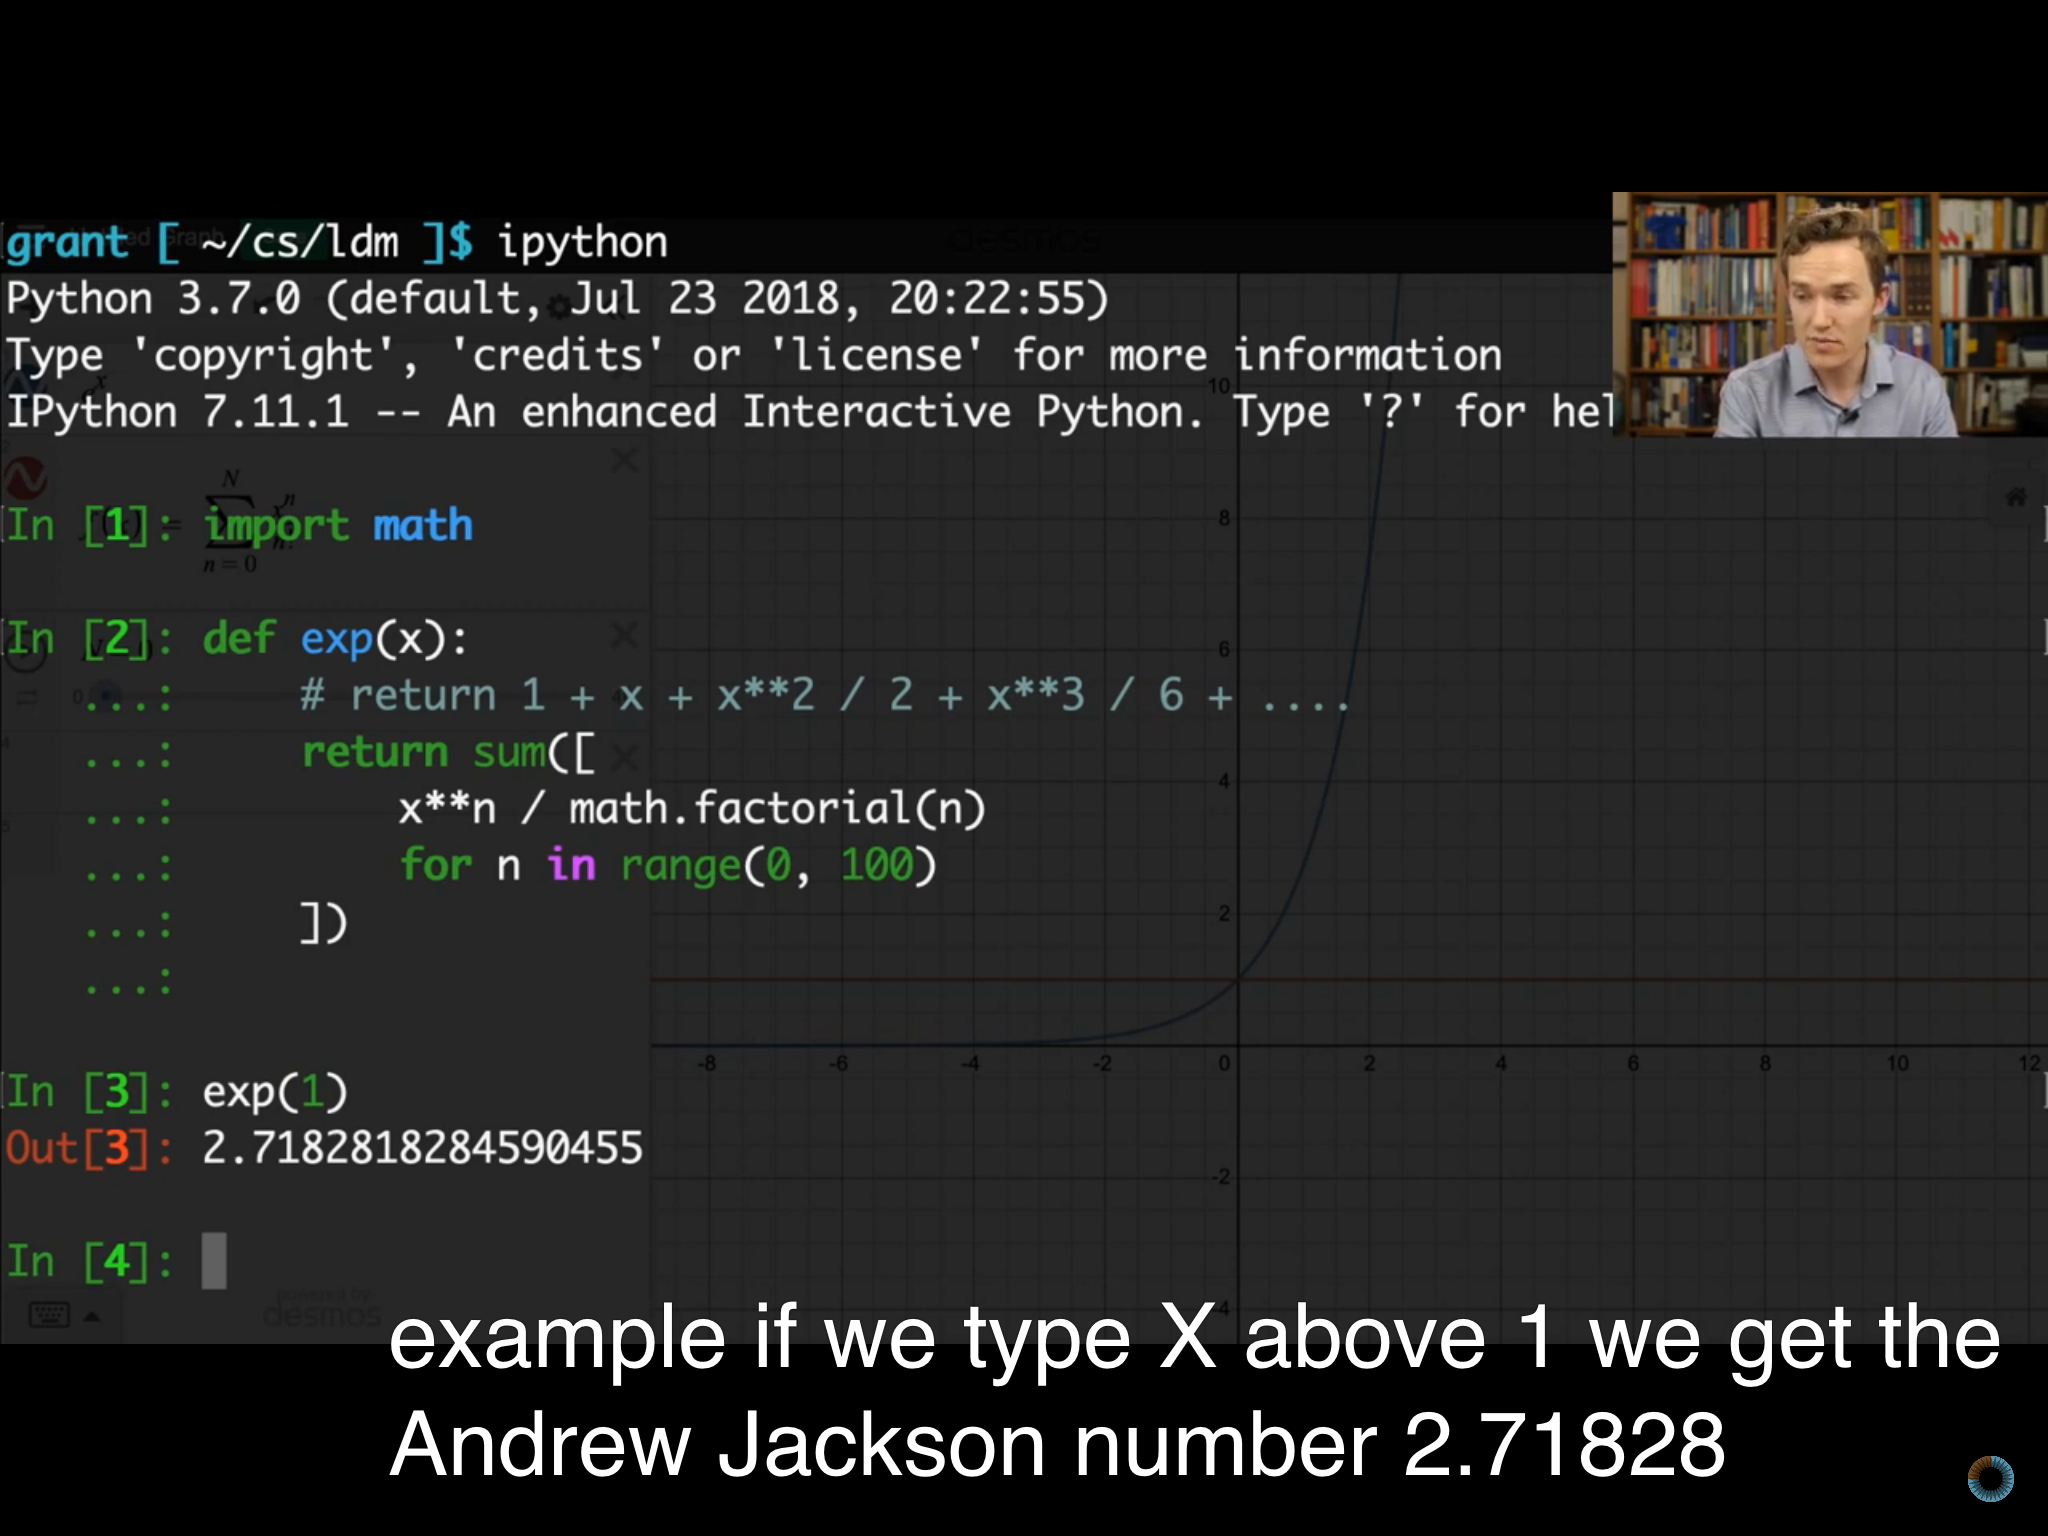 grant [ ~/cs/ldm ]$ ipython
Python 3.7.0 (default, Jul 23 2018, 20:22:55)
Type 'copyright', 'credits' or 'license' for more information
IPython 7.11.1 -- An enhanced Interactive Python. Type '?' for hel
In [1]: import math
In [2]: def exp(x):
...: # return 1 + x + x**2 / 2 + x**3 / 6 + ....
...: return sum([
...: x**n / math.factorial(n)
...: for n in range(0, 100)
...: ])
...:
In [3]: exp(1)
Out[3]: 2.7182818284590455
In [4]:
desmos
N
n = 0
10
8
6
4
2
-8 -6 -4 -2 0 2 4 6 8 10 12
-2
-4
powered by
desmos
example if we type X above 1 we get the
Andrew Jackson number 2.71828